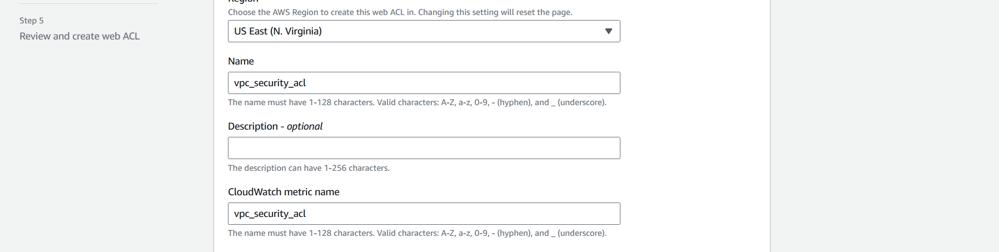 Region
Choose the AWS Region to create this web ACL in. Changing this setting will reset the page.
Step 5
Review and create web ACL
US East (N. Virginia)
Name
vpc_security_acl
The name must have 1-128 characters. Valid characters: A-Z, a-z, 0-9, - (hyphen), and _ (underscore).
Description - optional
The description can have 1-256 characters.
CloudWatch metric name
vpc_security_acl
The name must have 1-128 characters. Valid characters: A-Z, a-z, 0-9, - (hyphen), and _ (underscore).